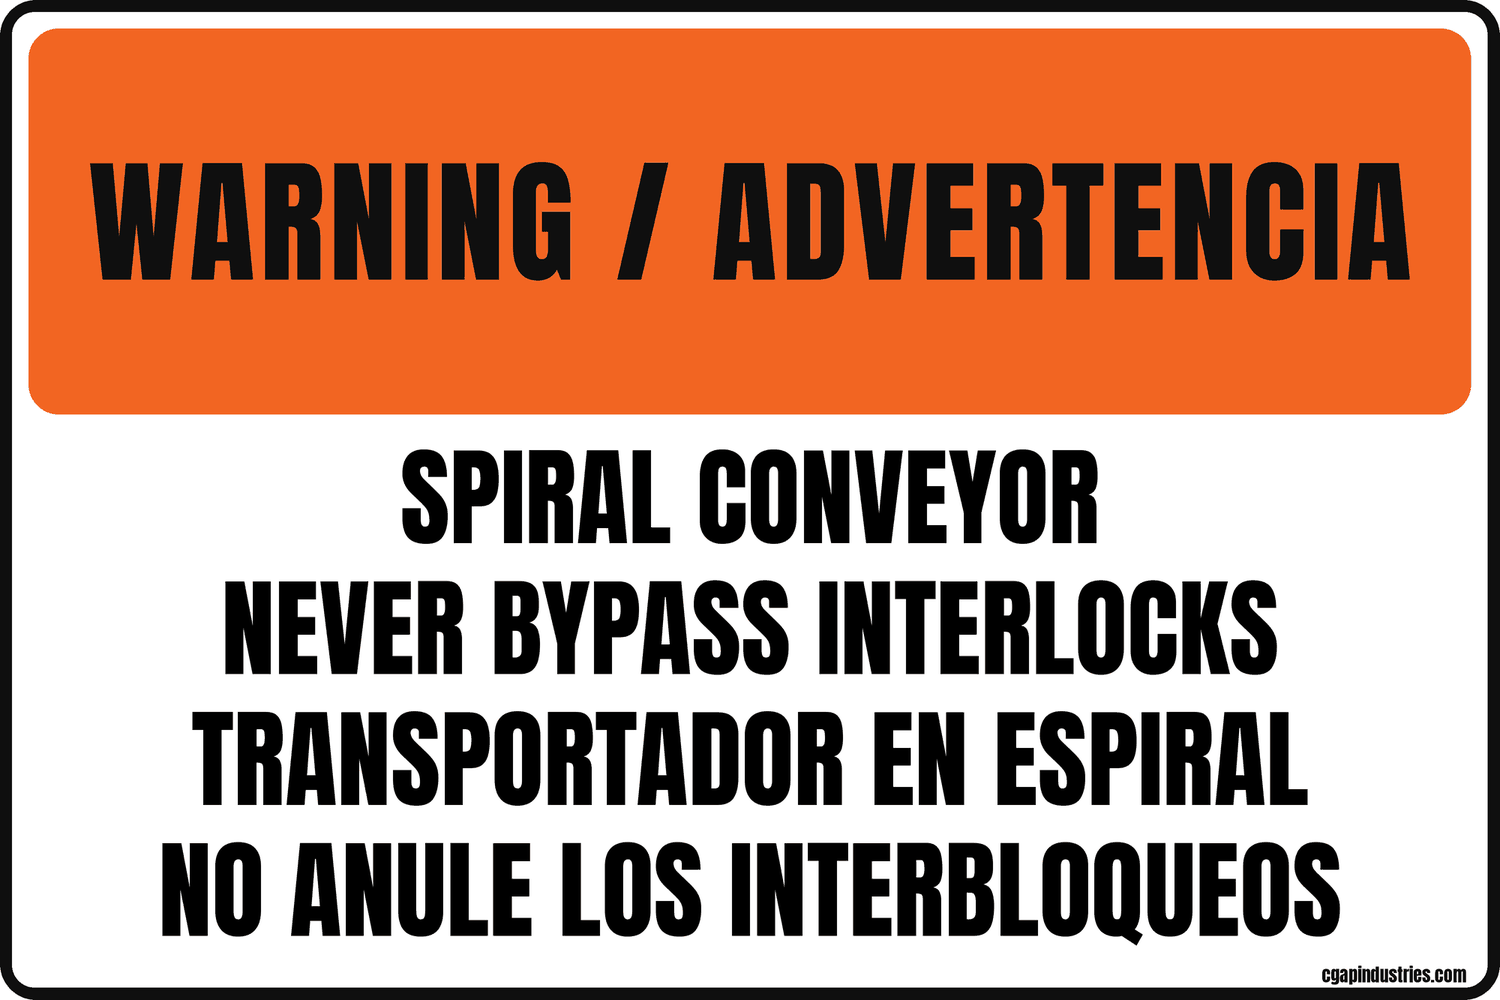 WARNING / ADVERTENCIA
SPIRAL CONVEYOR
NEVER BYPASS INTERLOCKS
TRANSPORTADOR EN ESPIRAL
NO ANULE LOS INTERBLOQUEOS
cgapindustries.com